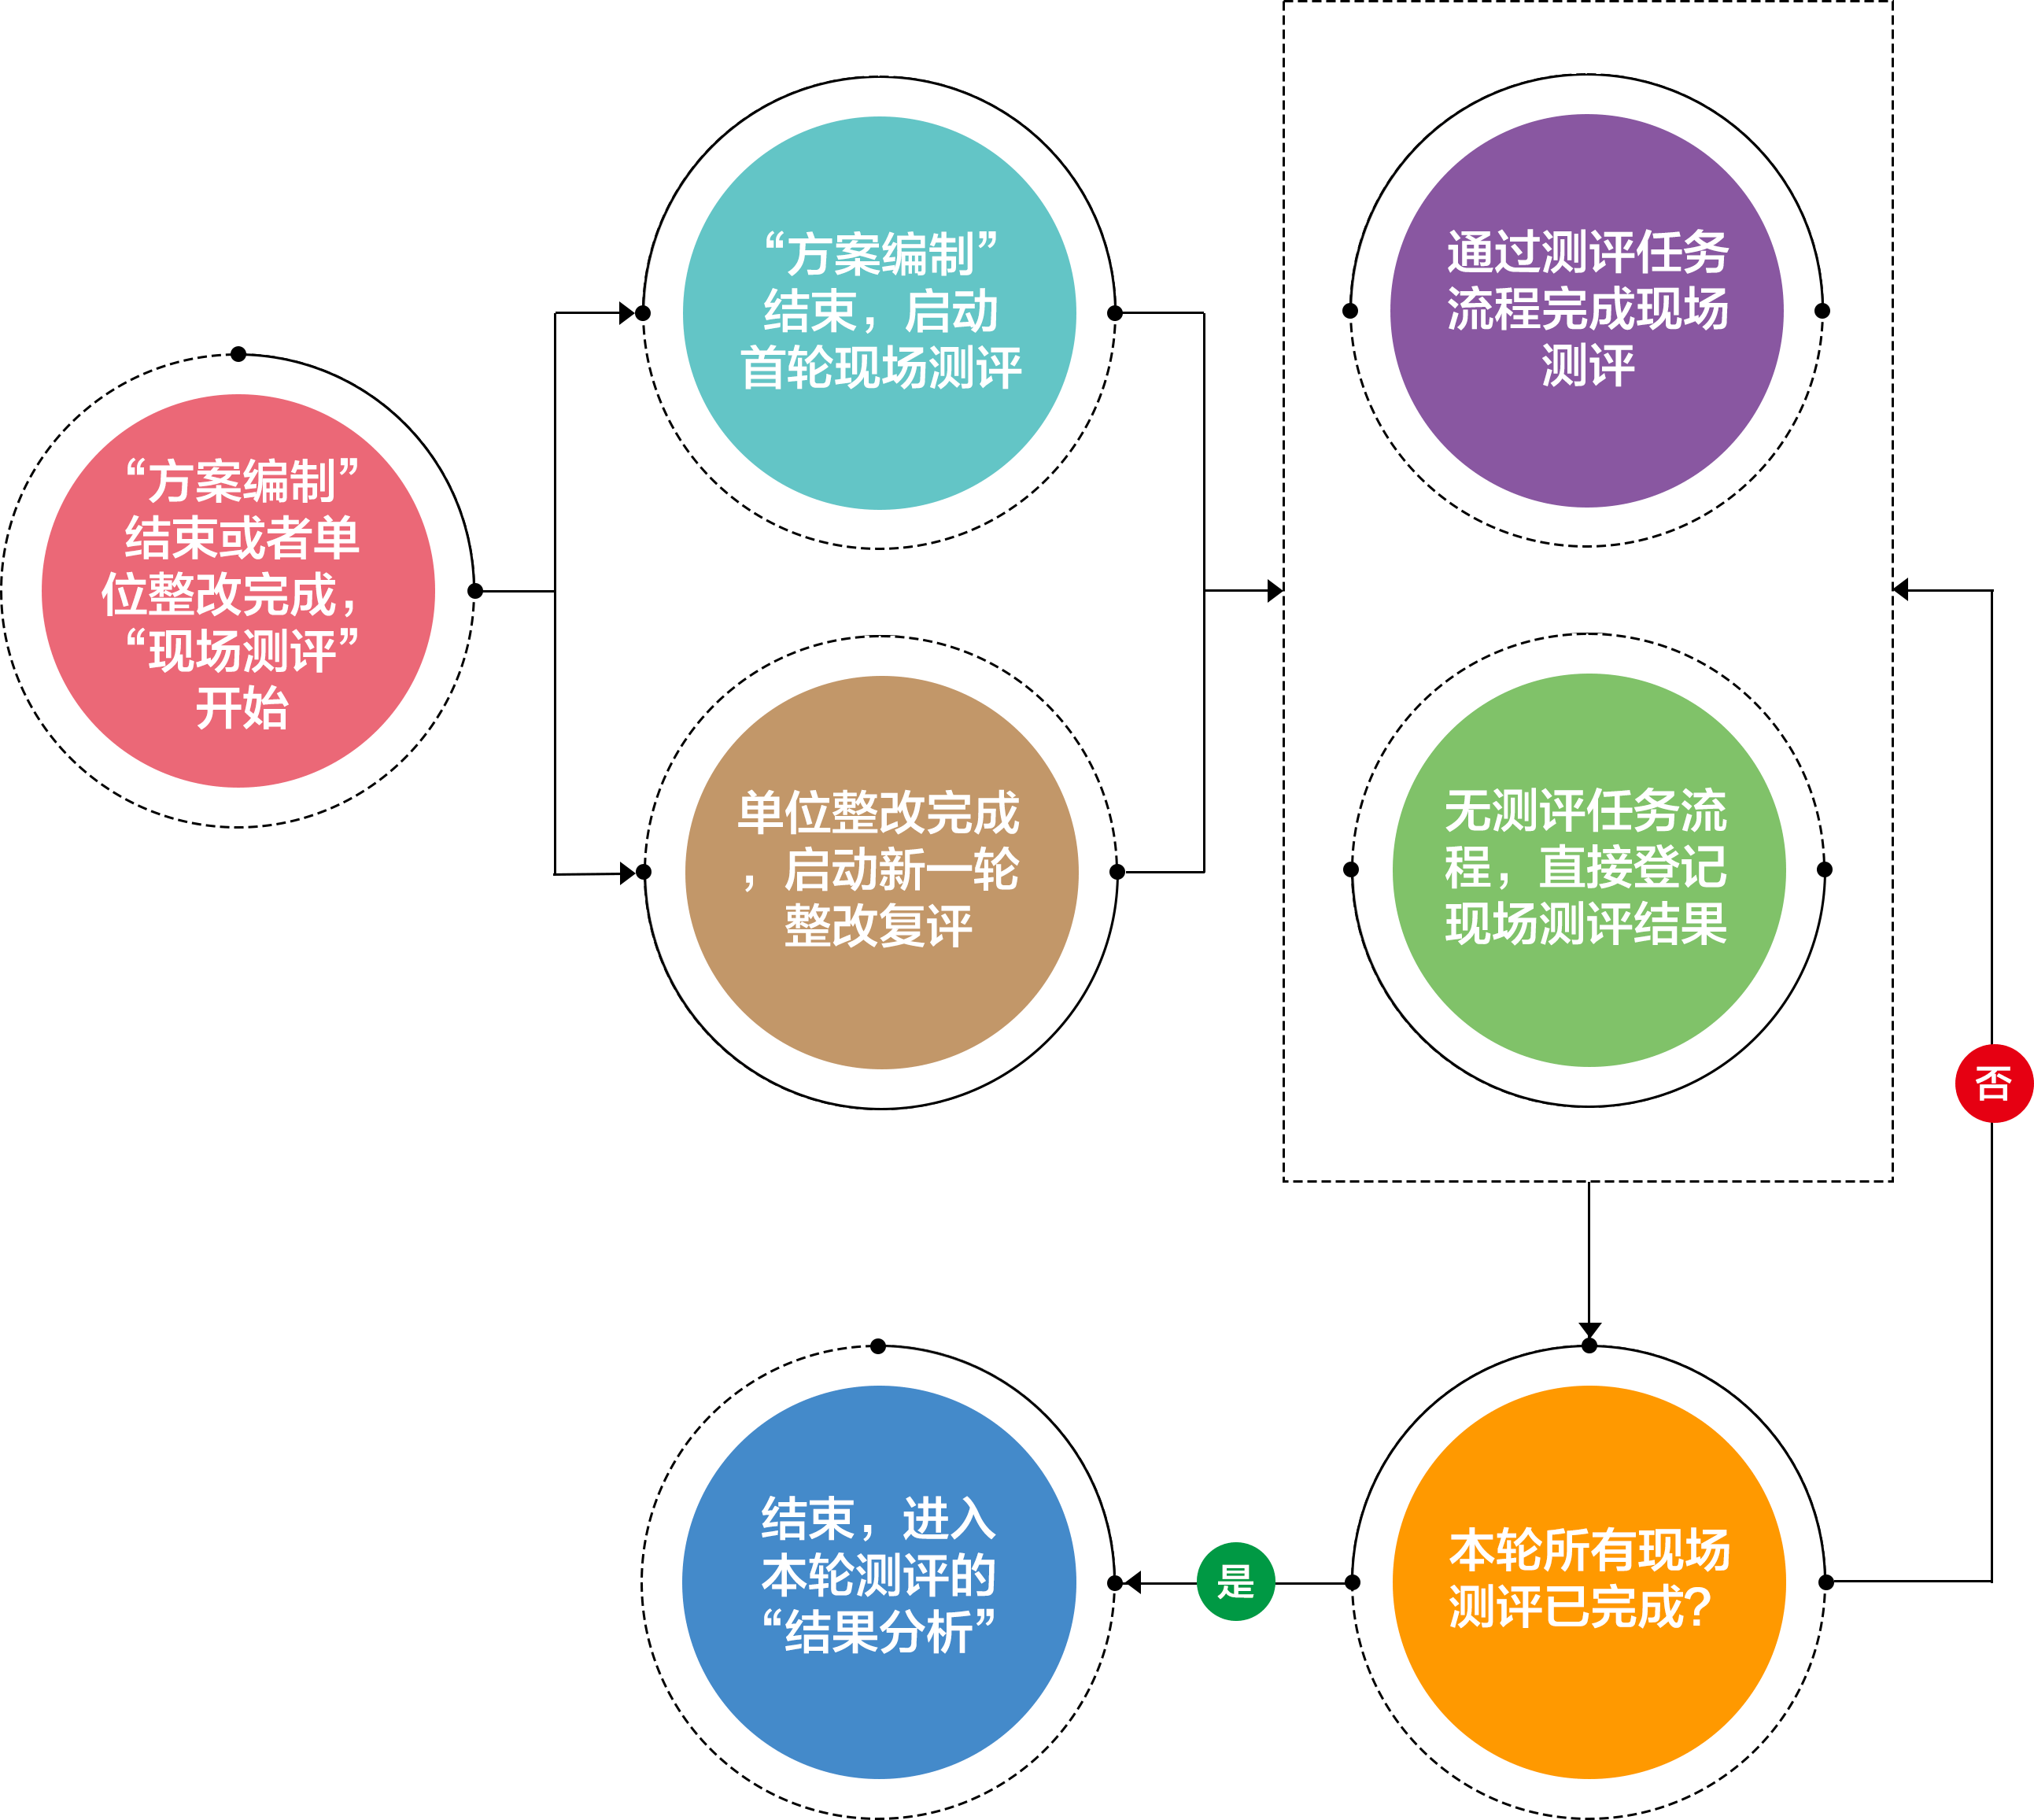 “方案编制”
结束或者单
位整改完成，
“现场测评”
开始
“方案编制”
结束，启动
首轮现场测评
单位整改完成
，启动新一轮
整改复评
通过测评任务
流程完成现场
测评
无测评任务流
程，直接登记
现场测评结果
否
本轮所有现场
测评已完成？
是
结束，进入
本轮测评的
“结果分析”